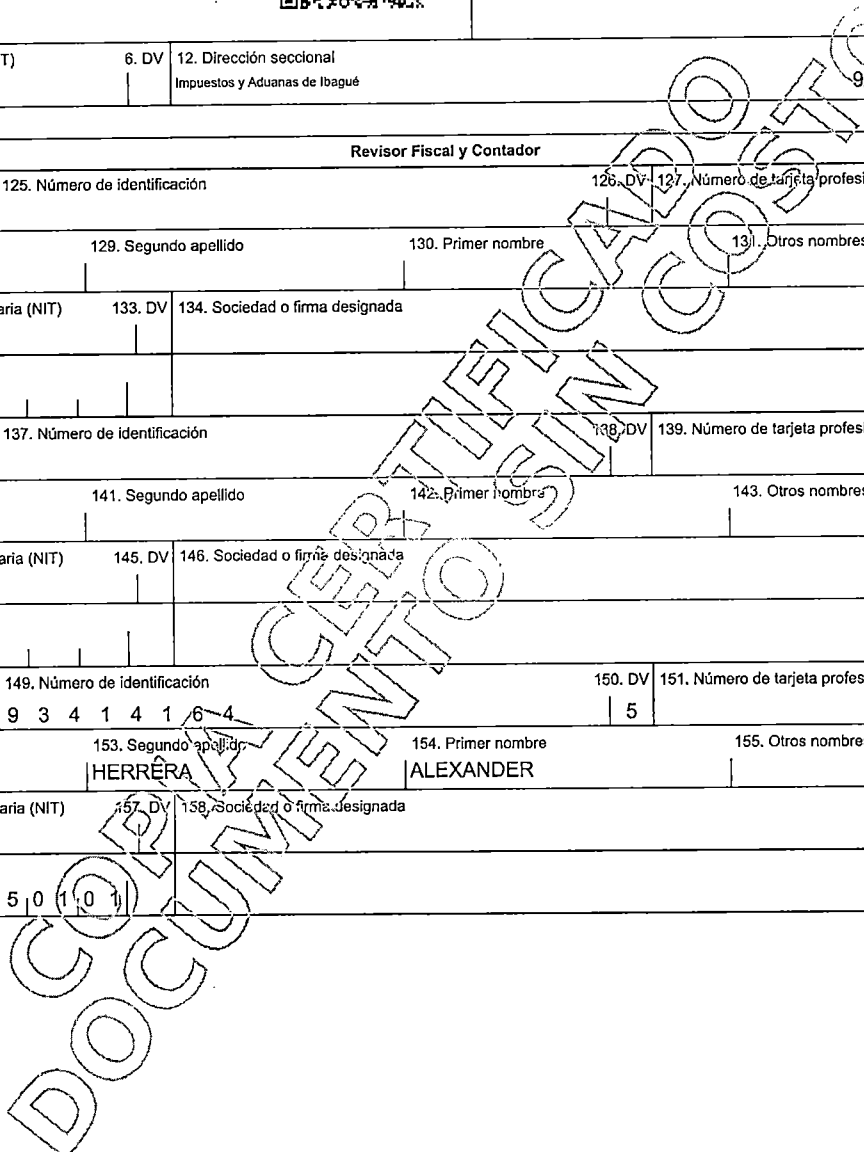 T) 6. DV 12. Dirección seccional
Impuestos y Aduanas de Ibagué 9
Revisor Fiscal y Contador
125. Número de identificación 126. DV 127. Número de tarjeta profesi
129. Segundo apellido 130. Primer nombre 131. Otros nombres
aria (NIT) 133. DV 134. Sociedad o firma designada
137. Número de identificación 138. DV 139. Número de tarjeta profesi
141. Segundo apellido 142. Primer nombre 143. Otros nombres
aria (NIT) 145. DV 146. Sociedad o firma designada
149. Número de identificación 150. DV 151. Número de tarjeta profes
9 3 4 1 4 1 6 4 5
153. Segundo apellido 154. Primer nombre 155. Otros nombre
HERRERA ALEXANDER
aria (NIT) 157. DV 158. Sociedad o firma designada
5 0 1 0 1
COPIA CERTIFICADO
DOCUMENTO SIN COSTO